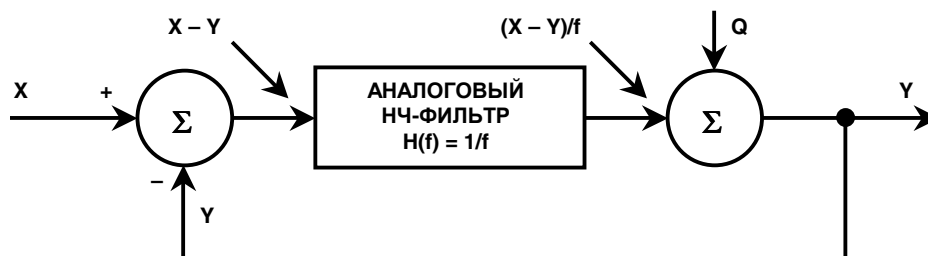 X – Y
(X – Y)/f
Q
X
+
Σ
АНАЛОГОВЫЙ
НЧ-ФИЛЬТР
H(f) = 1/f
Σ
Y
–
Y